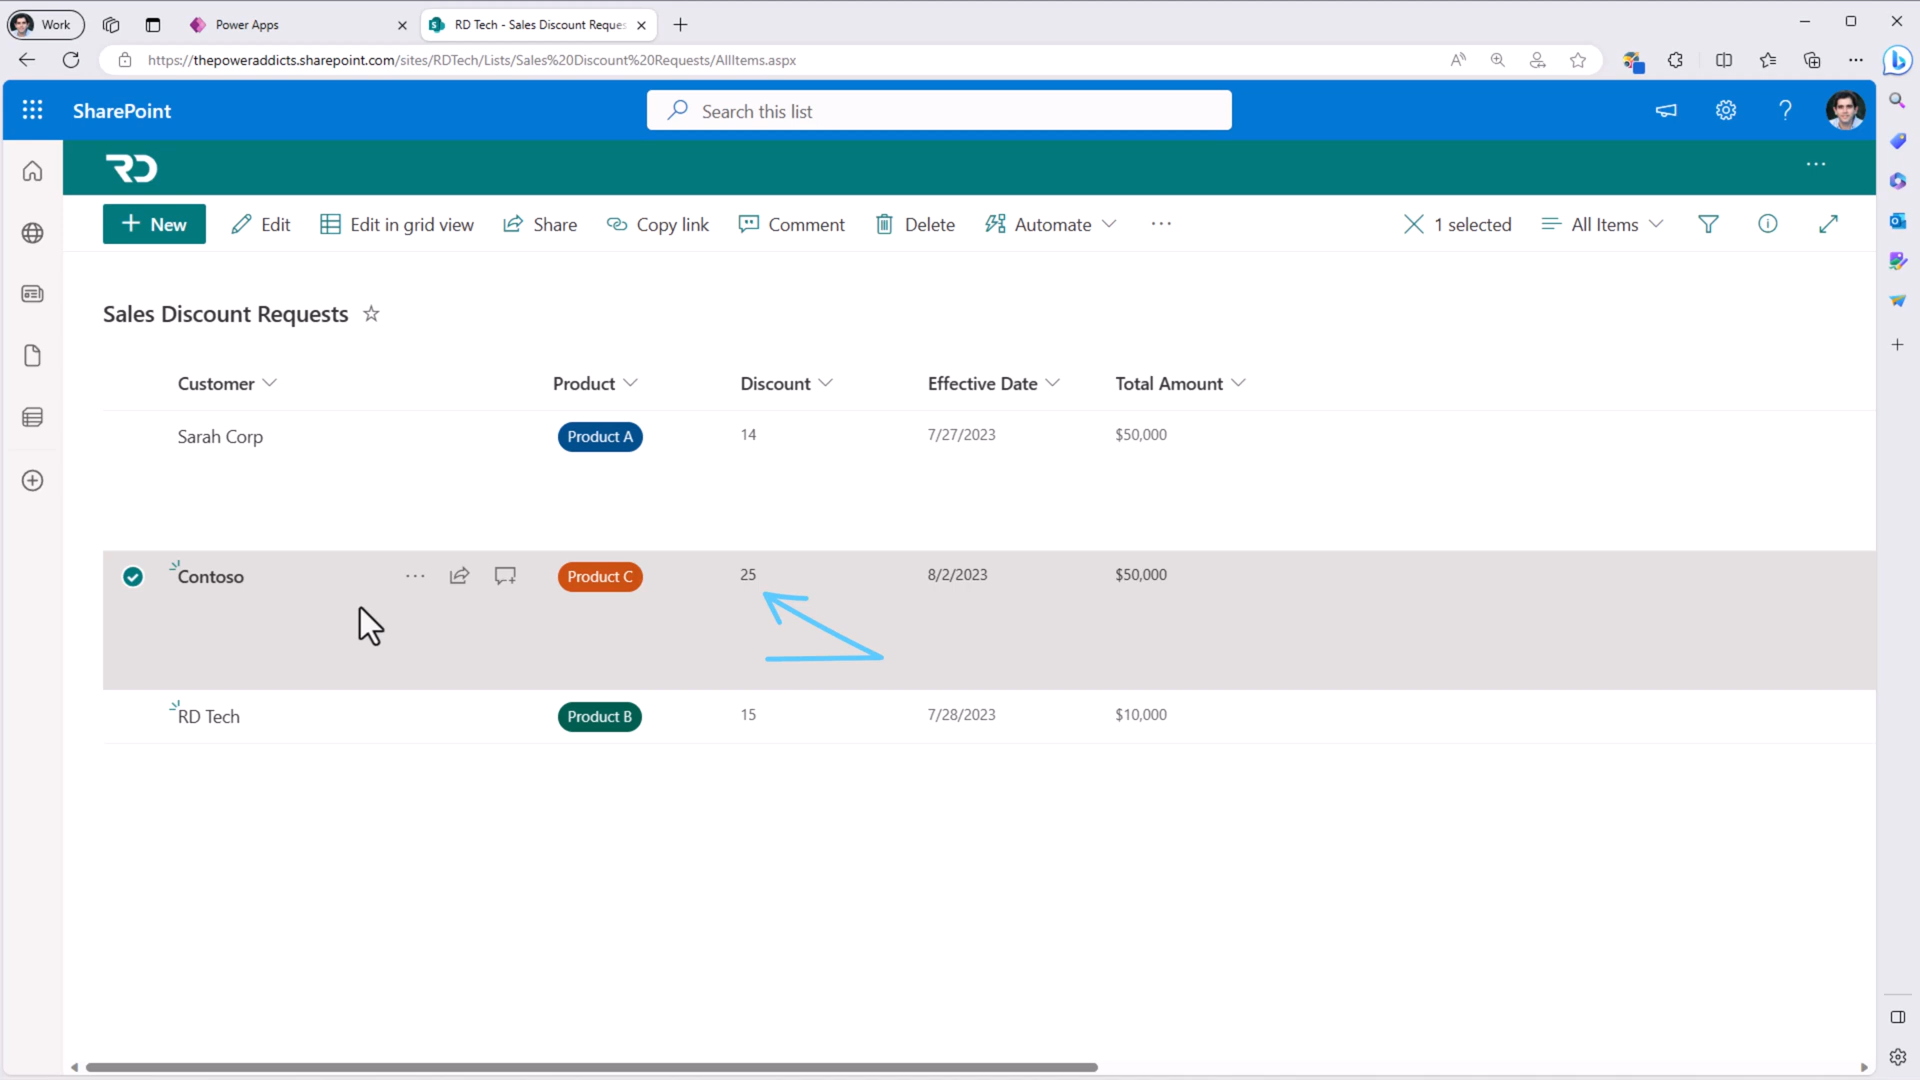 Work
Power Apps
RD Tech - Sales Discount Reques
https://thepoweraddicts.sharepoint.com/sites/RDTech/Lists/Sales%20Discount%20Requests/AllItems.aspx
SharePoint
Search this list
RD
New
Edit
Edit in grid view
Share
Copy link
Comment
Delete
Automate
1 selected
All Items
Sales Discount Requests
Customer Product Discount Effective Date Total Amount
Sarah Corp Product A 14 7/27/2023 $50,000
Contoso Product C 25 8/2/2023 $50,000
RD Tech Product B 15 7/28/2023 $10,000